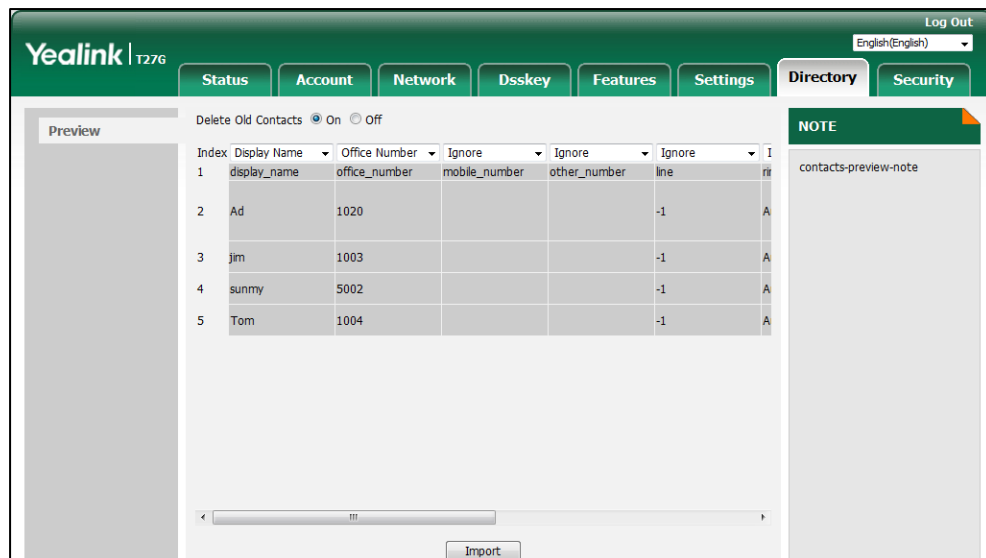 Log Out
English(English)
Yealink T27G
Status Account Network Dsskey Features Settings Directory Security
Preview
Delete Old Contacts On Off
NOTE
contacts-preview-note
Index Display Name Office Number Ignore Ignore Ignore
1 display_name office_number mobile_number other_number line
2 Ad 1020 -1
3 jim 1003 -1
4 sunmy 5002 -1
5 Tom 1004 -1
Import